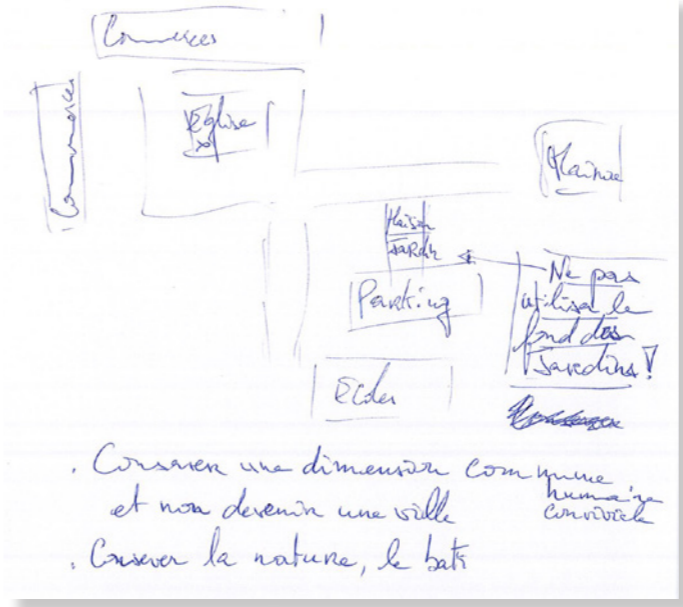 Commerces
Commerces
Eglise
Mairie
Maison
Jardin
Parking
Ecoles
Ne pas
utiliser le
fond des
Jardins !
. Conserver une dimension commune
humaine
et non devenir une ville
conviviale
. Conserver la nature, le bati